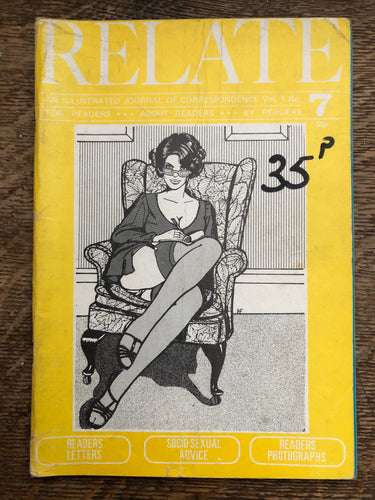 RELATE
AN ILLUSTRATED JOURNAL OF CORRESPONDENCE Vol. 1 No. 7
FOR READERS • • • ABOUT READERS • • • BY READERS
35P
HF
READERS LETTERS
SOCIO-SEXUAL ADVICE
READERS PHOTOGRAPHS